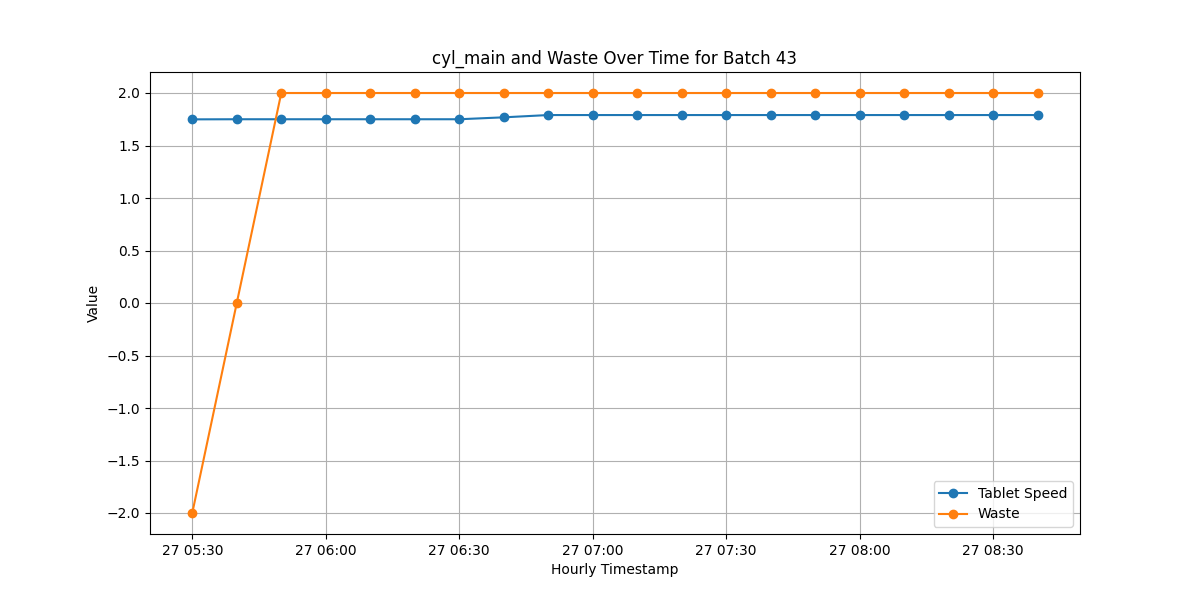 cyl_main and Waste Over Time for Batch 43
Value
2.0
1.5
1.0
0.5
0.0
−0.5
−1.0
−1.5
−2.0
Tablet Speed
Waste
27 05:30 27 06:00 27 06:30 27 07:00 27 07:30 27 08:00 27 08:30
Hourly Timestamp